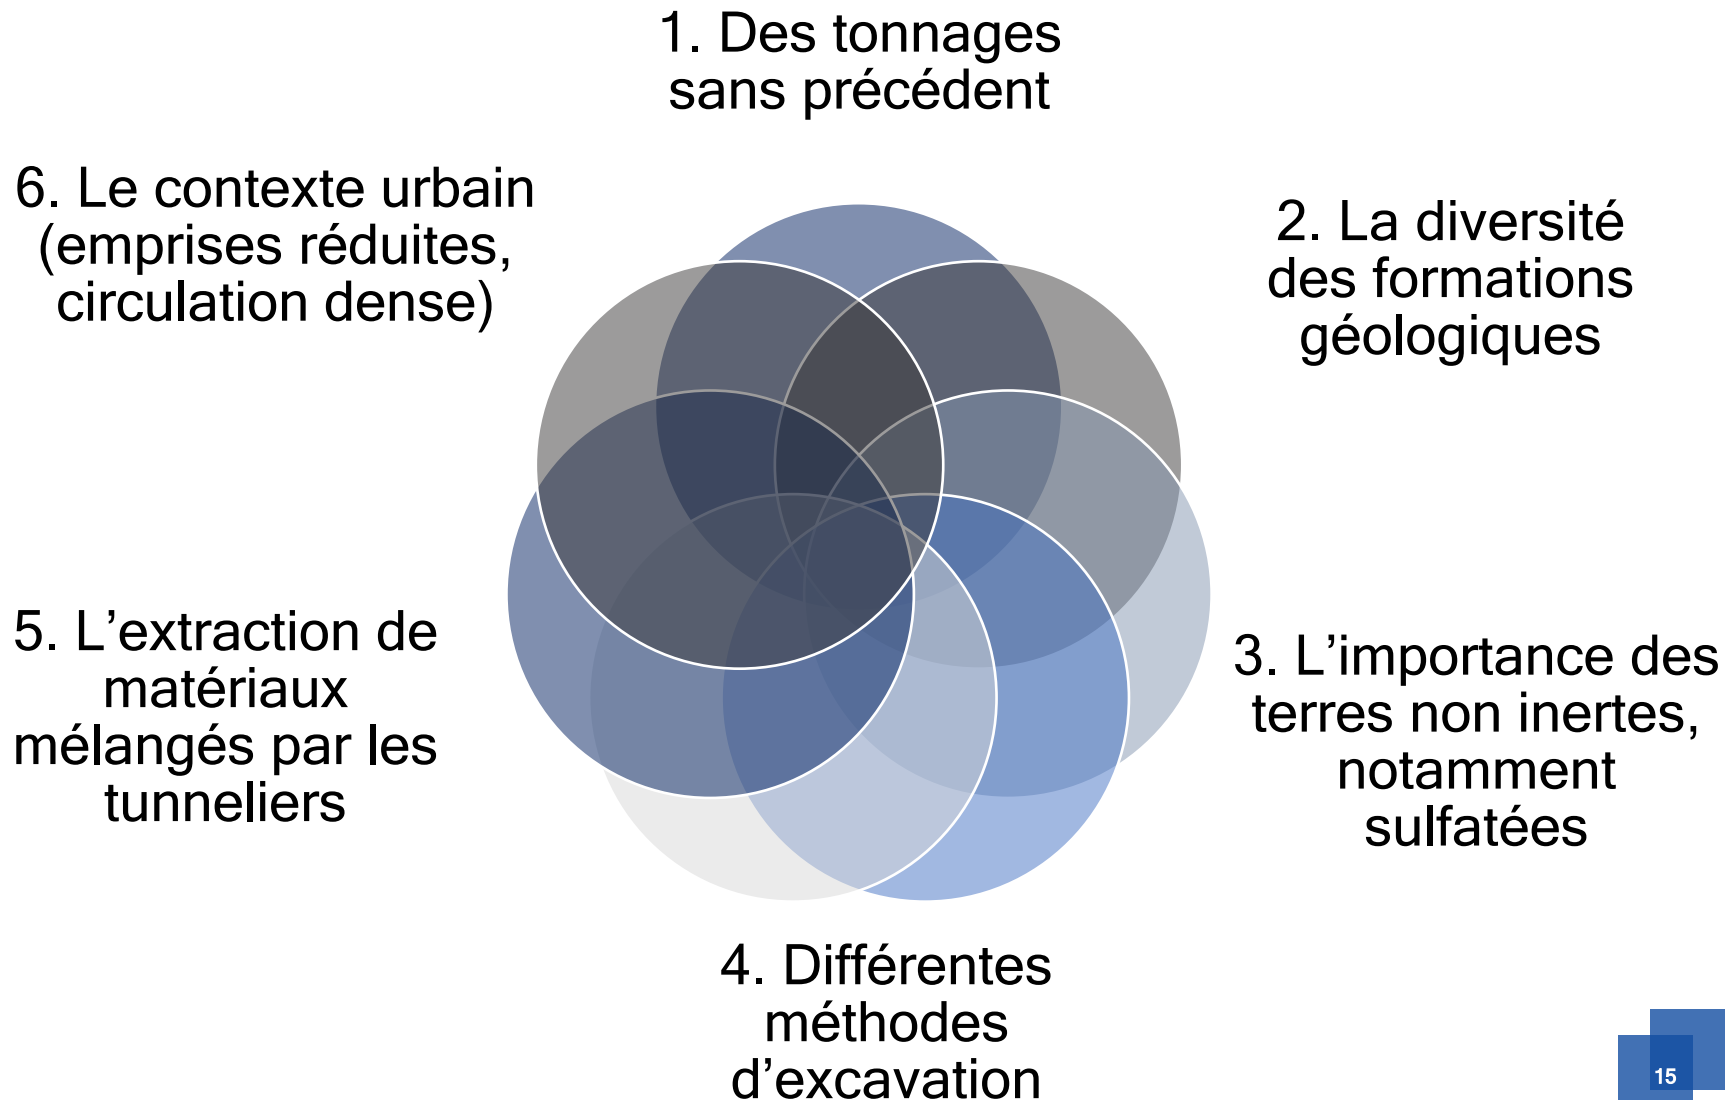 1. Des tonnages
sans précédent
2. La diversité
des formations
géologiques
3. L’importance des
terres non inertes,
notamment
sulfatées
4. Différentes
méthodes
d’excavation
5. L’extraction de
matériaux
mélangés par les
tunneliers
6. Le contexte urbain
(emprises réduites,
circulation dense)
15